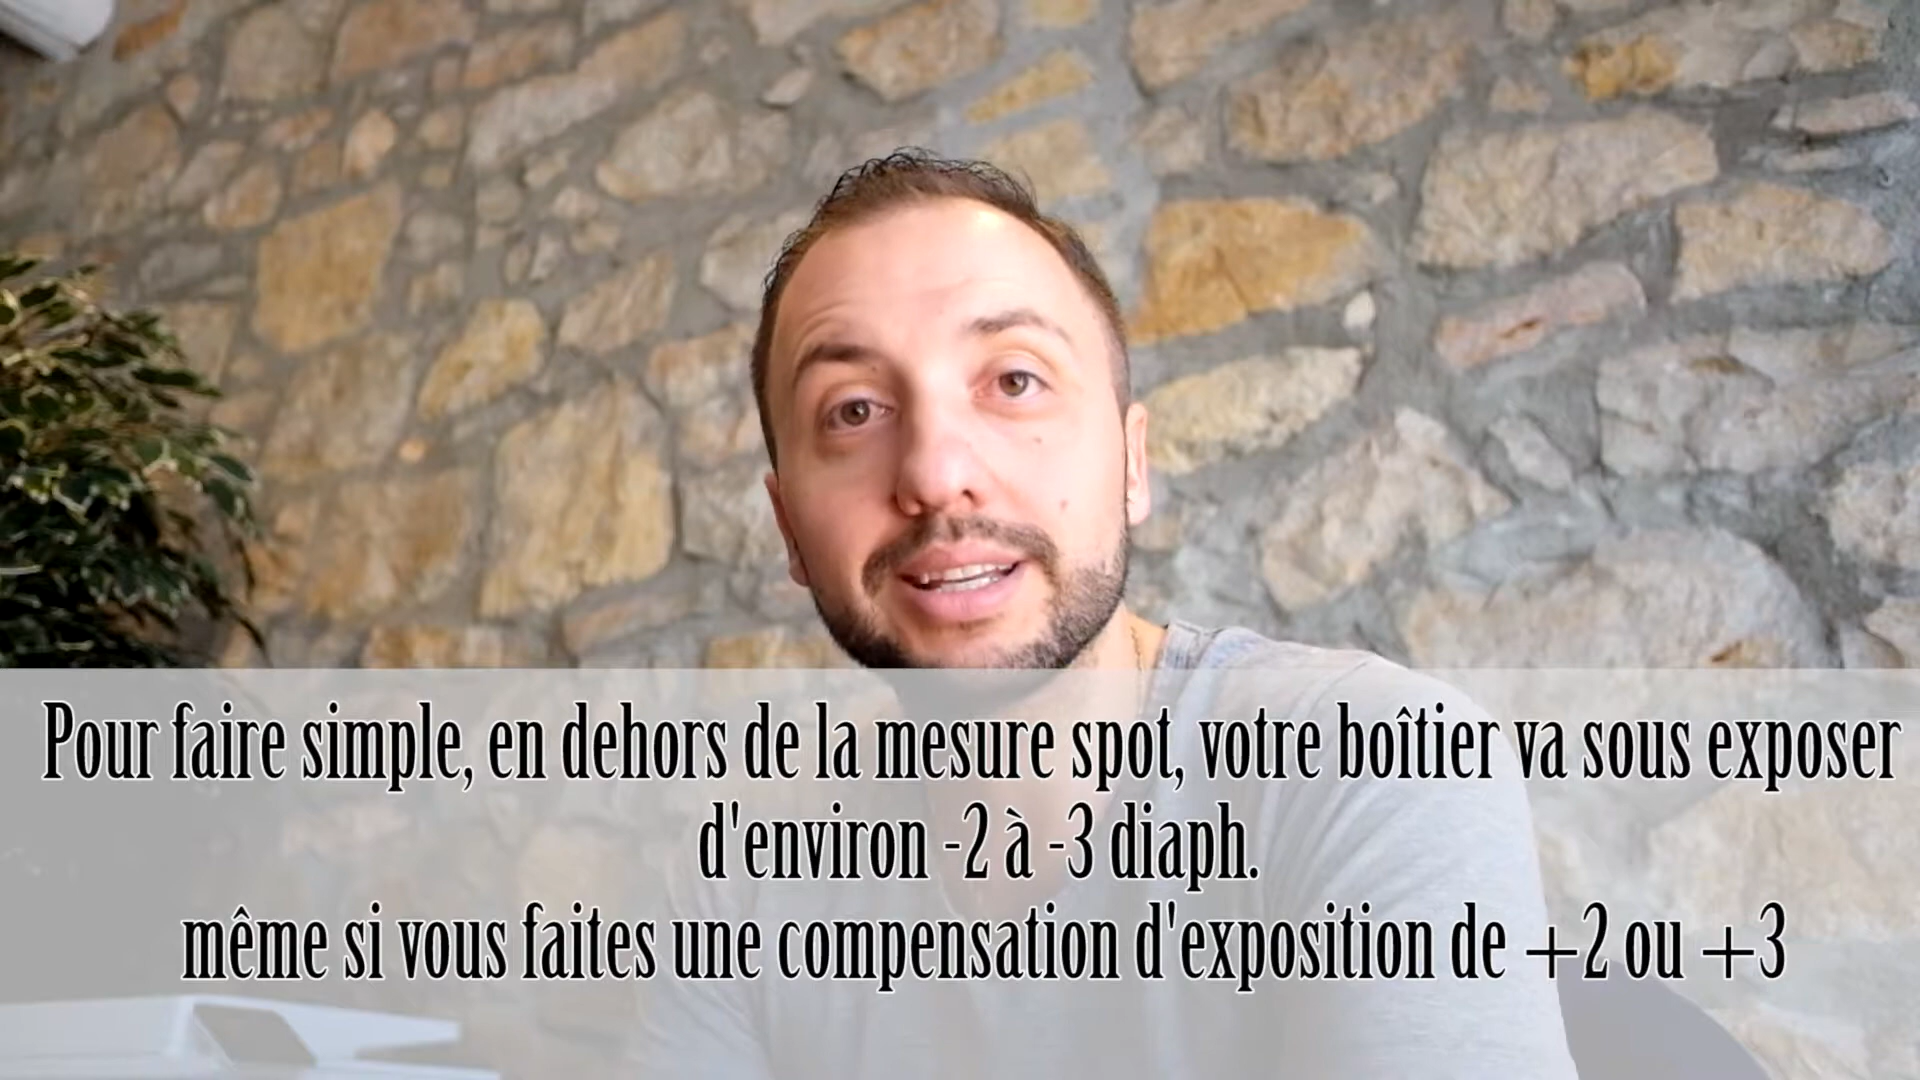 Pour faire simple, en dehors de la mesure spot, votre boîtier va sous exposer
d'environ -2 à -3 diaph.
même si vous faites une compensation d'exposition de +2 ou +3